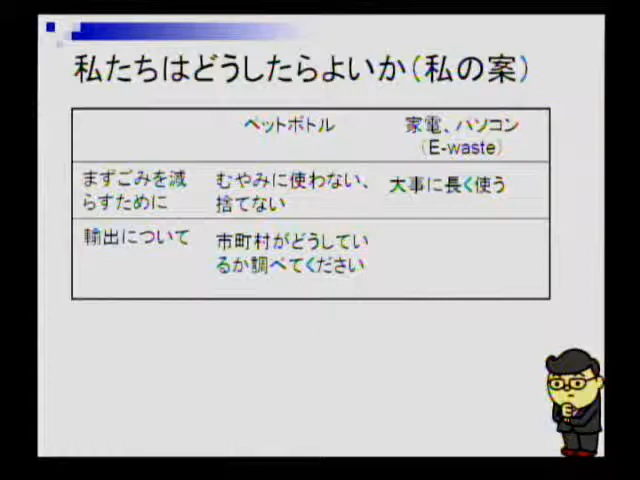 私たちはどうしたらよいか（私の案）
ペットボトル
家電、パソコン
（E-waste）
まずごみを減
らすために
むやみに使わない、
捨てない
大事に長く使う
輸出について
市町村がどうしてい
るか調べてください